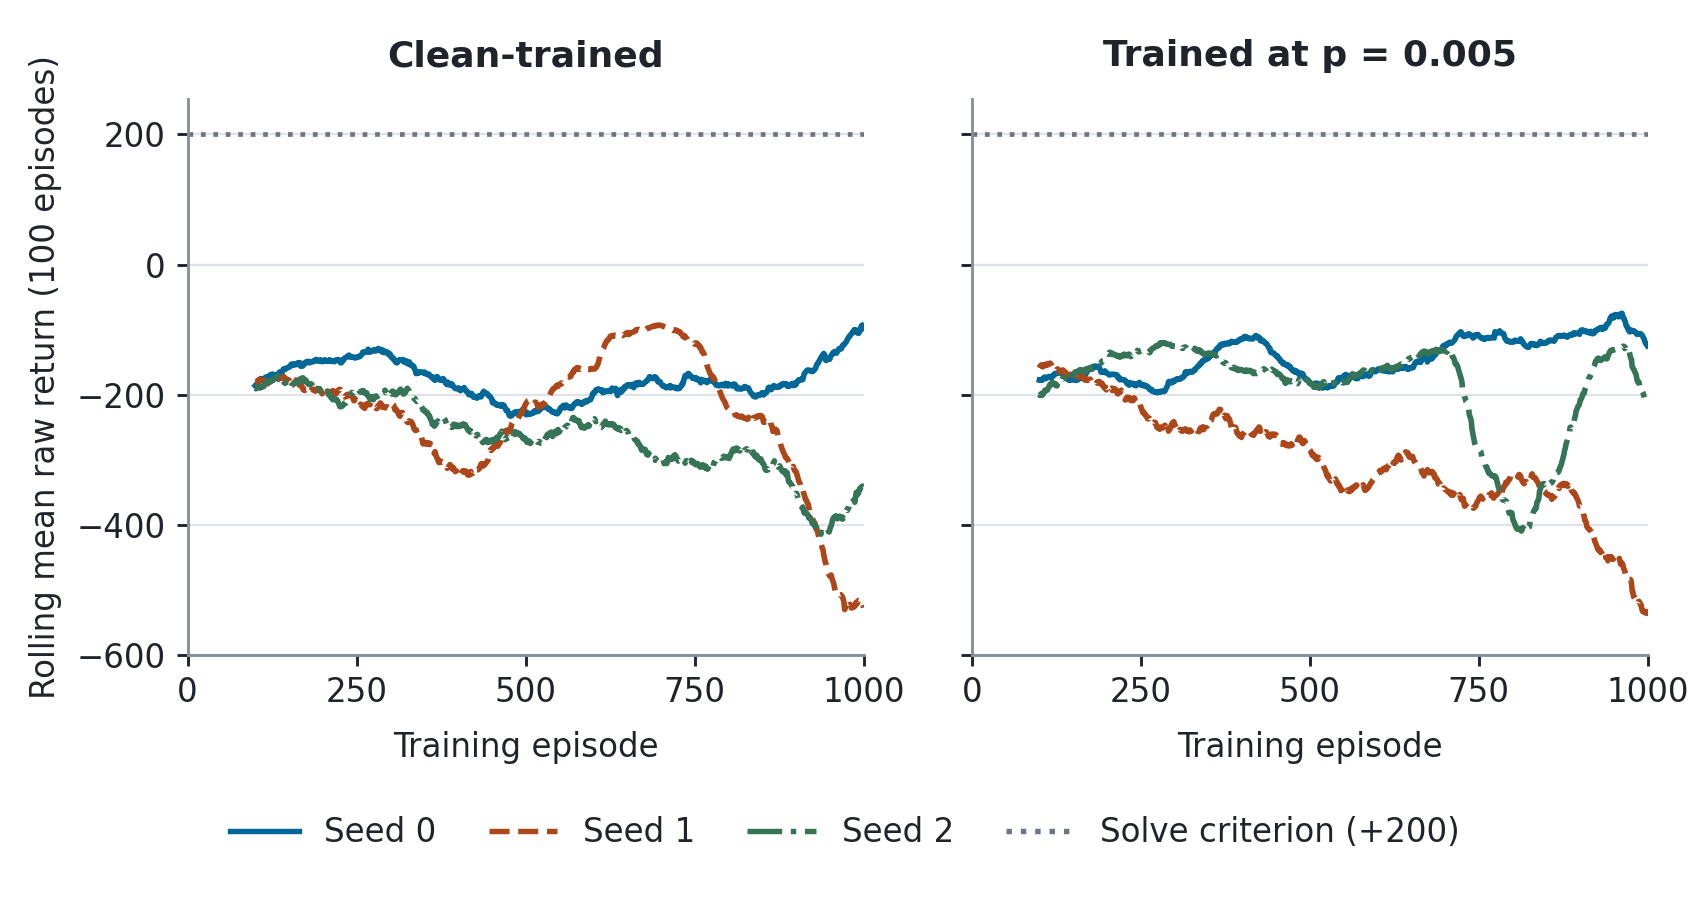 Clean-trained
Trained at p = 0.005
Rolling mean raw return (100 episodes)
200
0
−200
−400
−600
0 250 500 750 1000
0 250 500 750 1000
Training episode
Training episode
Seed 0 Seed 1 Seed 2 Solve criterion (+200)